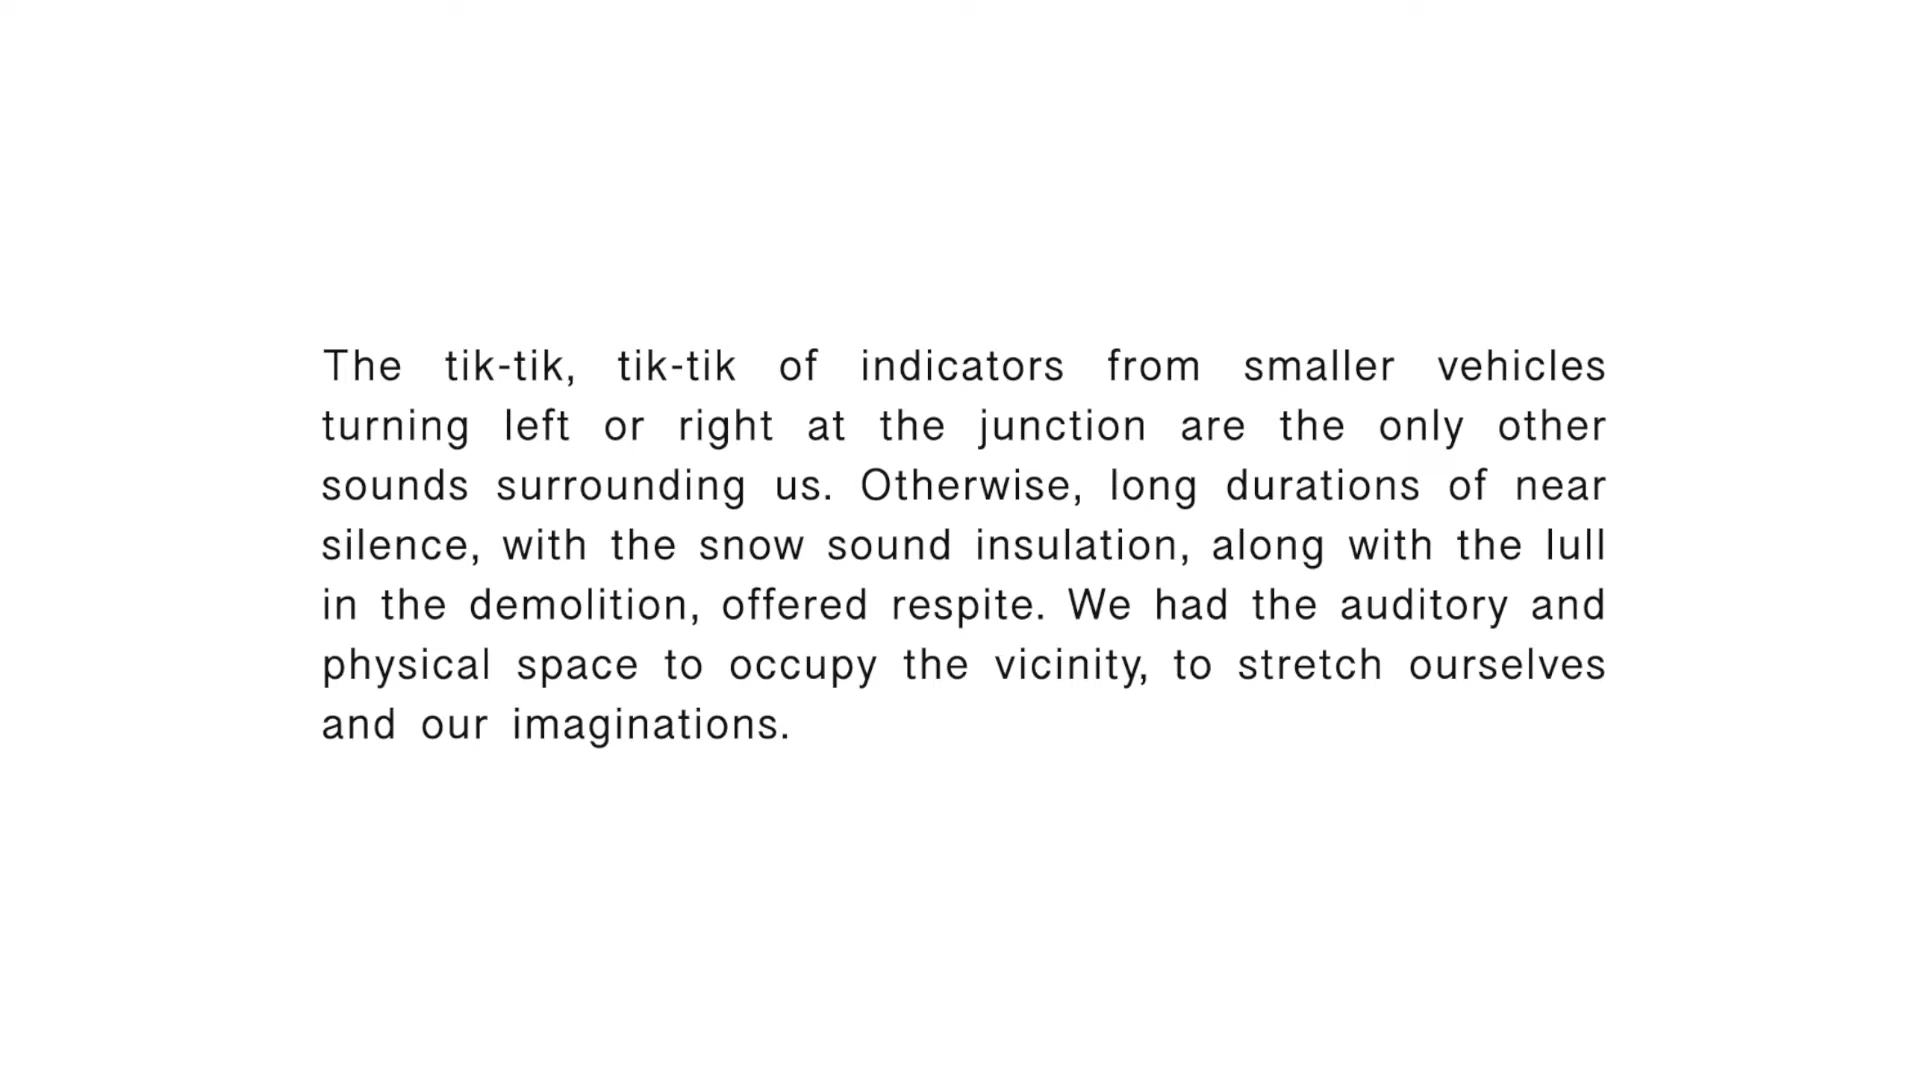 The tik-tik, tik-tik of indicators from smaller vehicles
turning left or right at the junction are the only other
sounds surrounding us. Otherwise, long durations of near
silence, with the snow sound insulation, along with the lull
in the demolition, offered respite. We had the auditory and
physical space to occupy the vicinity, to stretch ourselves
and our imaginations.